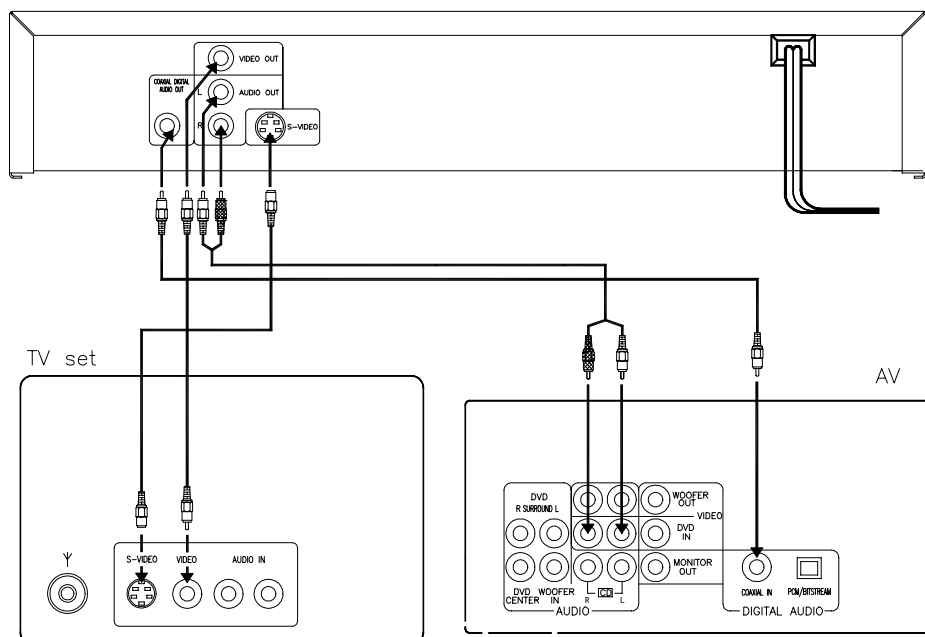 VIDEO OUT
COAXIAL DIGITAL
AUDIO OUT
L
AUDIO OUT
R
S-VIDEO
TV set
AV
DVD
R SURROUND L
WOOFER
OUT
VIDEO
DVD
IN
MONITOR
OUT
S-VIDEO
VIDEO
AUDIO IN
DVD
CENTER
WOOFER
IN
R
CD
L
AUDIO
COAXIAL IN
PCM/BITSTREAM
DIGITAL AUDIO